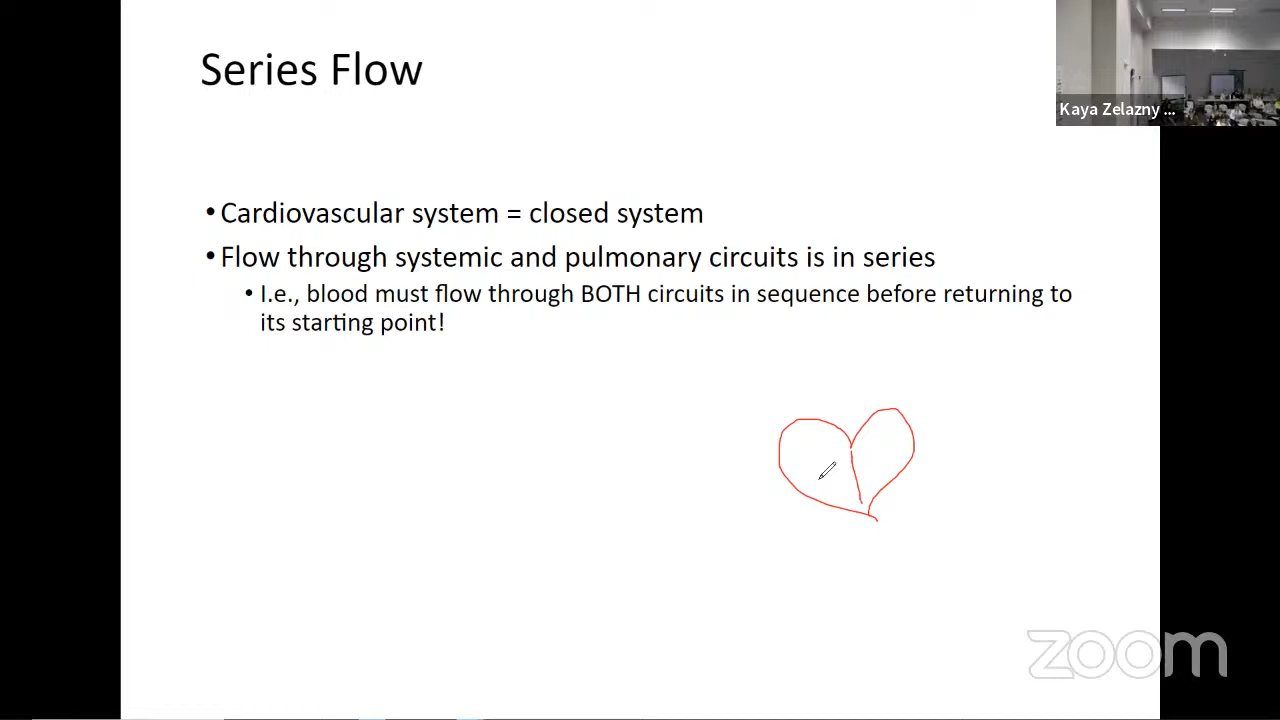 Series Flow
Kaya Zelazny ...
•Cardiovascular system = closed system
•Flow through systemic and pulmonary circuits is in series
•I.e., blood must flow through BOTH circuits in sequence before returning to
its starting point!
zoom